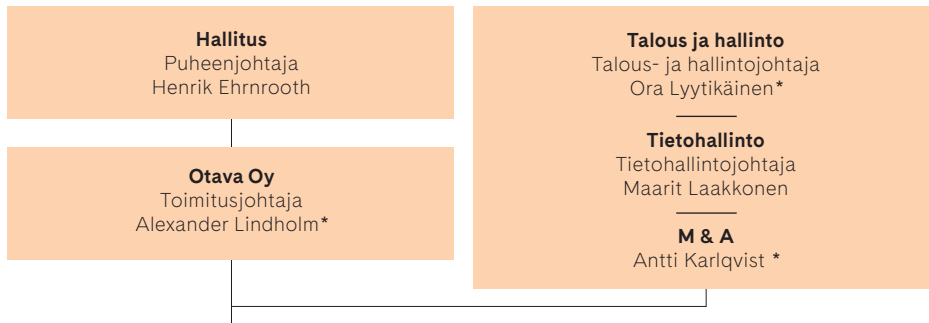 Hallitus
Puheenjohtaja
Henrik Ehrnrooth
Otava Oy
Toimitusjohtaja
Alexander Lindholm*
Talous ja hallinto
Talous- ja hallintojohtaja
Ora Lyytikäinen*
Tietohallinto
Tietohallintojohtaja
Maarit Laakkonen
M & A
Antti Karlqvist *